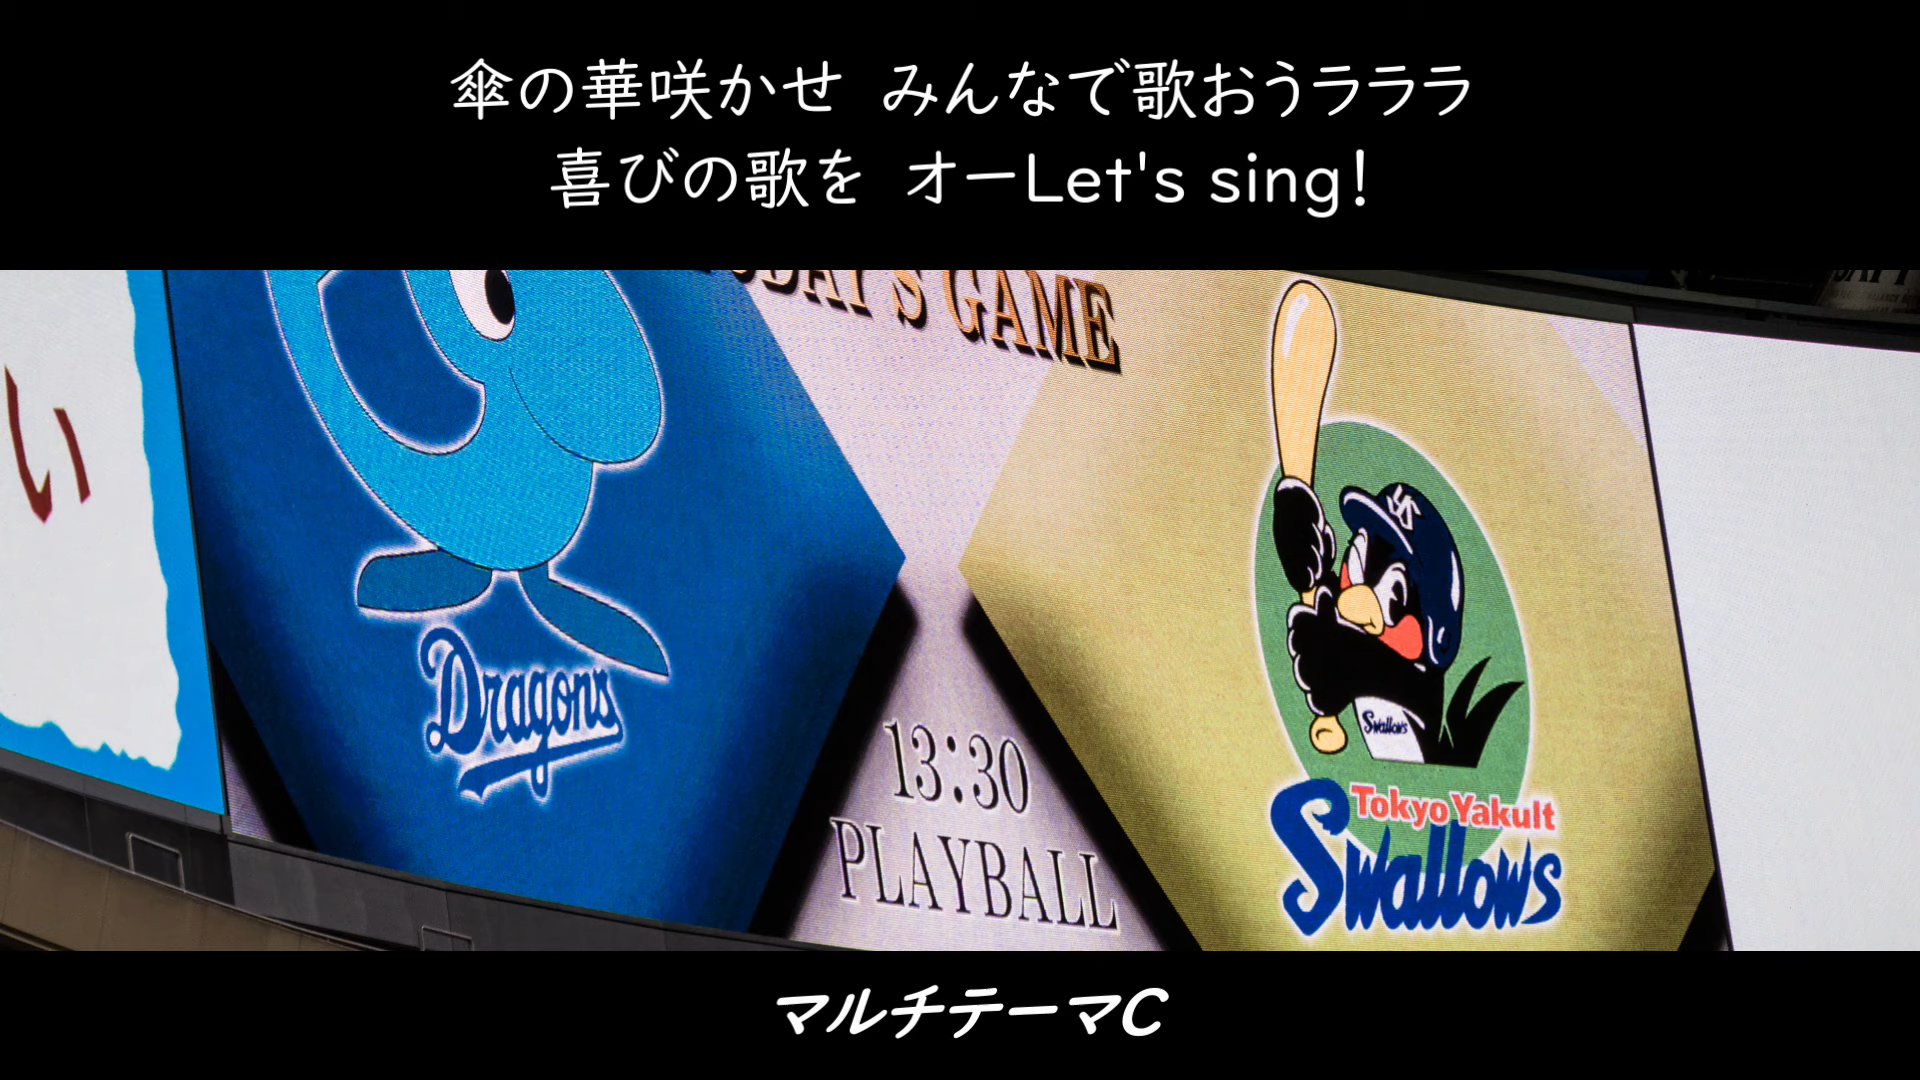 傘の華咲かせ みんなで歌おうラララ
喜びの歌を オーLet's sing!
GAME
い
Dragons
13:30
PLAYBALL
Swallows
Tokyo Yakult
Swallows
マルチテーマC